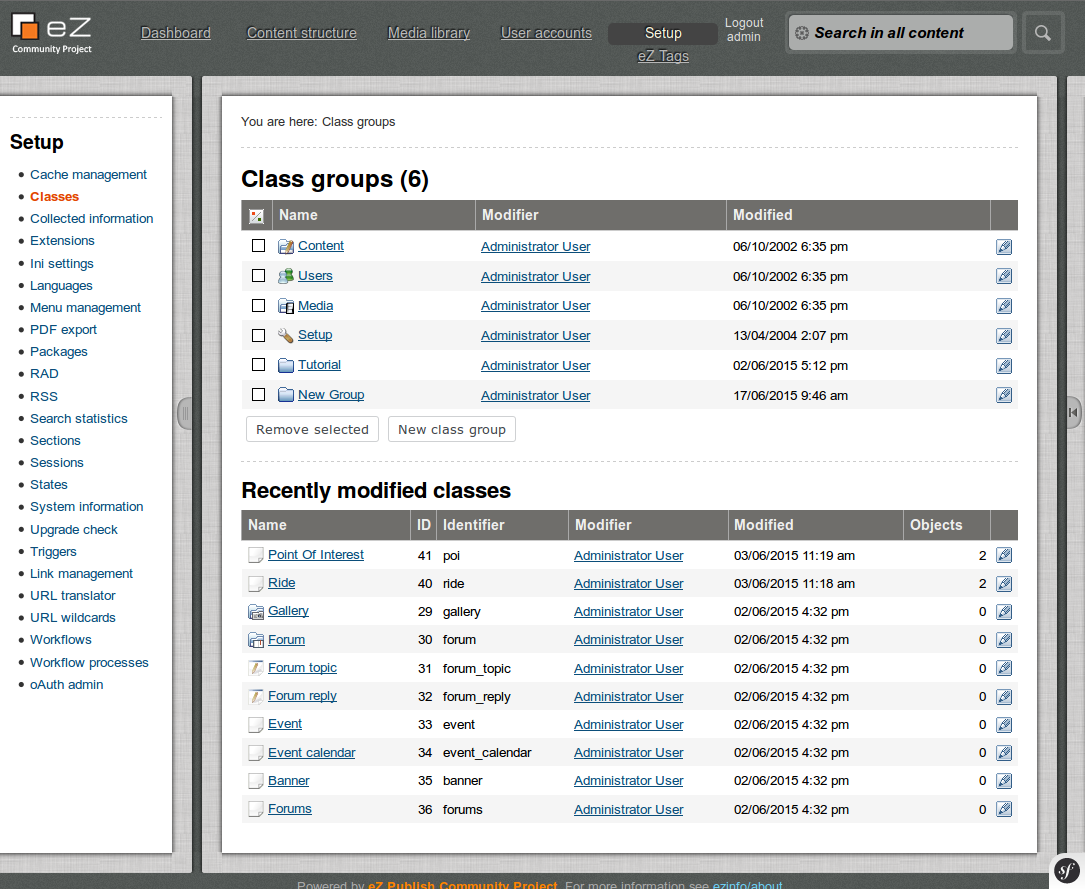 eZ
Community Project
Dashboard
Content structure
Media library
User accounts
Setup
eZ Tags
Logout
admin
Search in all content
Setup
Cache management
Classes
Collected information
Extensions
Ini settings
Languages
Menu management
PDF export
Packages
RAD
RSS
Search statistics
Sections
Sessions
States
System information
Upgrade check
Triggers
Link management
URL translator
URL wildcards
Workflows
Workflow processes
oAuth admin
You are here: Class groups
Class groups (6)
Name Modifier Modified
Content Administrator User 06/10/2002 6:35 pm
Users Administrator User 06/10/2002 6:35 pm
Media Administrator User 06/10/2002 6:35 pm
Setup Administrator User 13/04/2004 2:07 pm
Tutorial Administrator User 02/06/2015 5:12 pm
New Group Administrator User 17/06/2015 9:46 am
Remove selected New class group
Recently modified classes
Name ID Identifier Modifier Modified Objects
Point Of Interest 41 poi Administrator User 03/06/2015 11:19 am 2
Ride 40 ride Administrator User 03/06/2015 11:18 am 2
Gallery 29 gallery Administrator User 02/06/2015 4:32 pm 0
Forum 30 forum Administrator User 02/06/2015 4:32 pm 0
Forum topic 31 forum_topic Administrator User 02/06/2015 4:32 pm 0
Forum reply 32 forum_reply Administrator User 02/06/2015 4:32 pm 0
Event 33 event Administrator User 02/06/2015 4:32 pm 0
Event calendar 34 event_calendar Administrator User 02/06/2015 4:32 pm 0
Banner 35 banner Administrator User 02/06/2015 4:32 pm 0
Forums 36 forums Administrator User 02/06/2015 4:32 pm 0
Powered by eZ Publish Community Project. For more information see ezinfo/about
sf